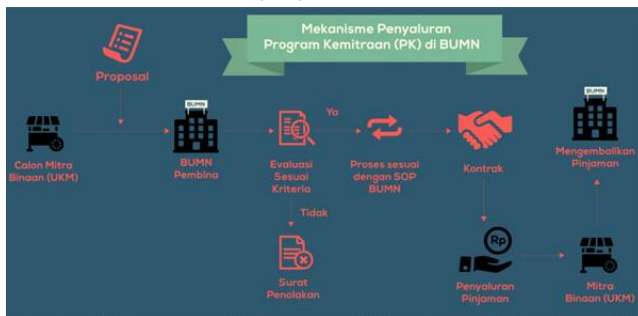 Mekanisme Penyaluran
Program Kemitraan (PK) di BUMN
Proposal
Calon Mitra
Binaan (UKM)
BUMN
BUMN
Pembina
Evaluasi
Sesuai
Kriteria
Ya
Proses sesuai
dengan SOP
BUMN
Kontrak
BUMN
Mengembalikan
Pinjaman
Tidak
Surat
Penolakan
Rp
Penyaluran
Pinjaman
Mitra
Binaan (UKM)